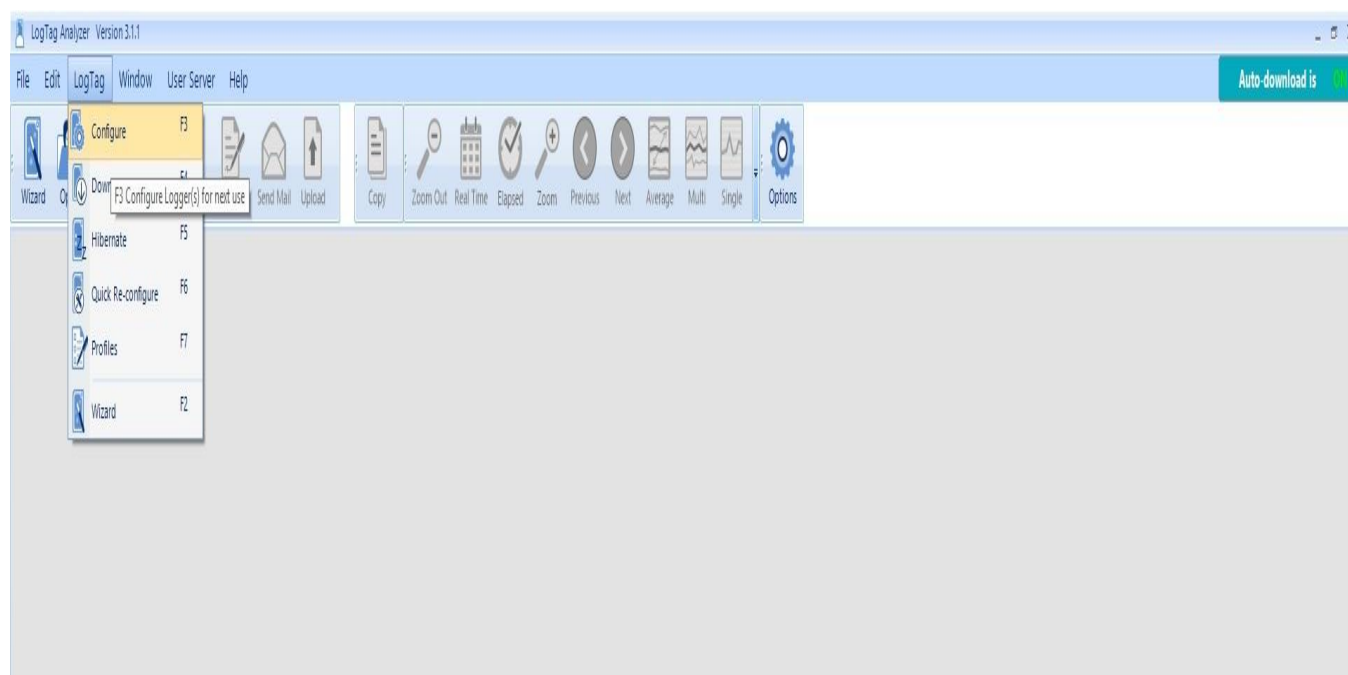 LogTag Analyzer Version 3.1.1
File Edit LogTag Window User Server Help
Auto-download is ON
Configure F3
F3 Configure Logger(s) for next use
Hibernate F5
Quick Re-configure F6
Profiles F7
Wizard F2
Wizard Send Mail Upload Copy Zoom Out Real Time Elapsed Zoom Previous Next Average Multi Single Options